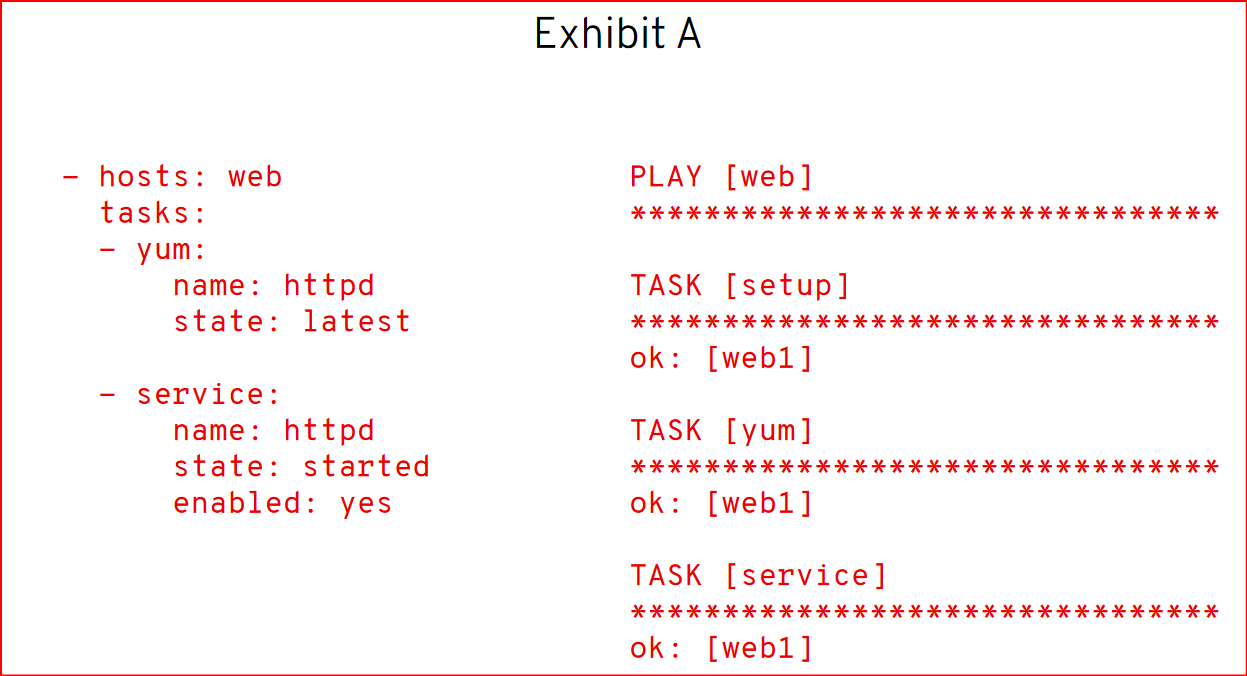 Exhibit A
- hosts: web
  tasks:
  - yum:
      name: httpd
      state: latest
  - service:
      name: httpd
      state: started
      enabled: yes
PLAY [web]
********************************
TASK [setup]
********************************
ok: [web1]
TASK [yum]
********************************
ok: [web1]
TASK [service]
********************************
ok: [web1]